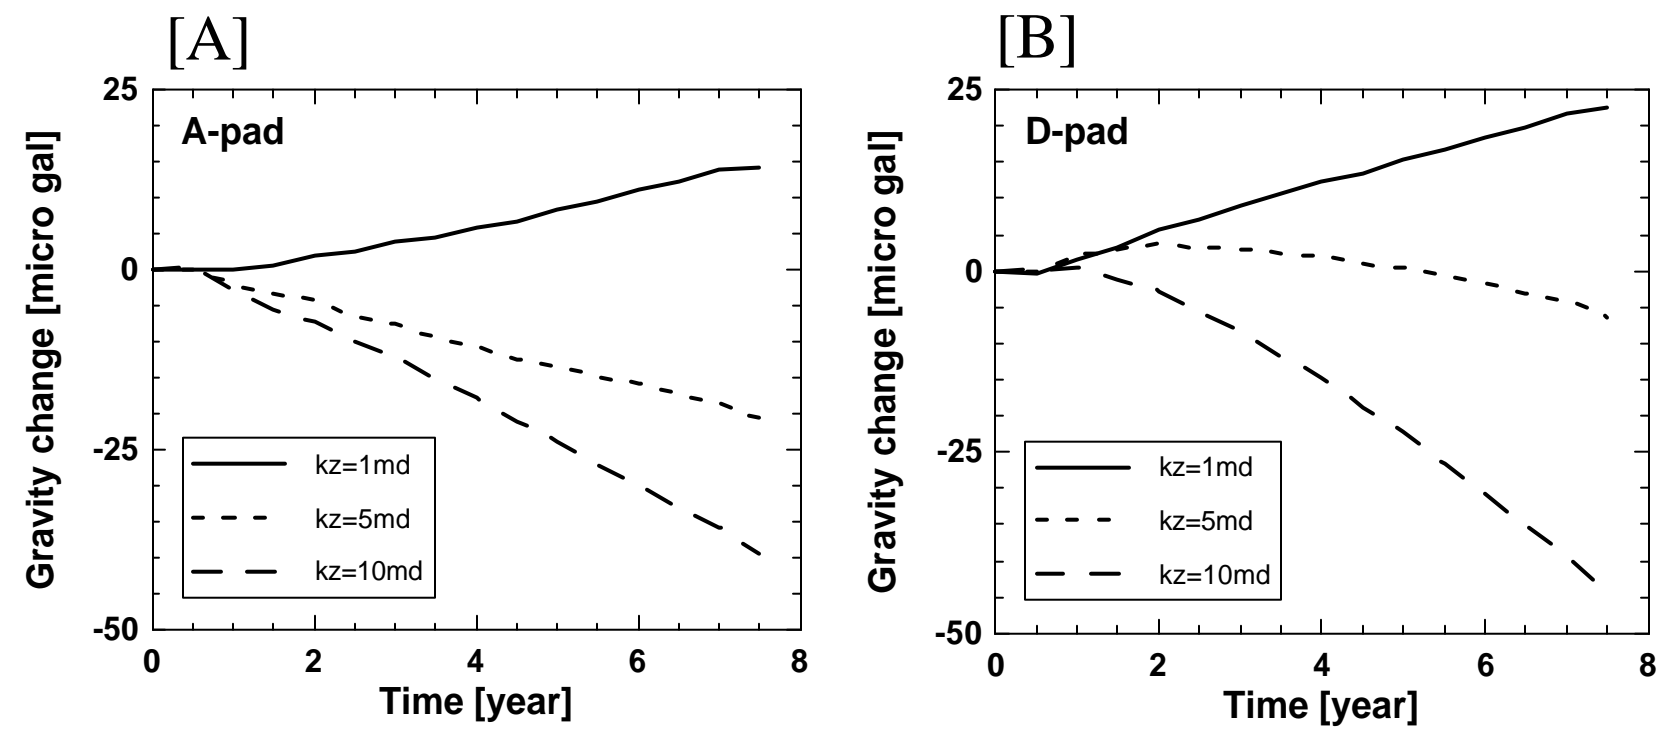 [A]
25
0
-25
-50
Gravity change [micro gal]
A-pad
kz=1md
kz=5md
kz=10md
0 2 4 6 8
Time [year]
[B]
25
0
-25
-50
Gravity change [micro gal]
D-pad
kz=1md
kz=5md
kz=10md
0 2 4 6 8
Time [year]